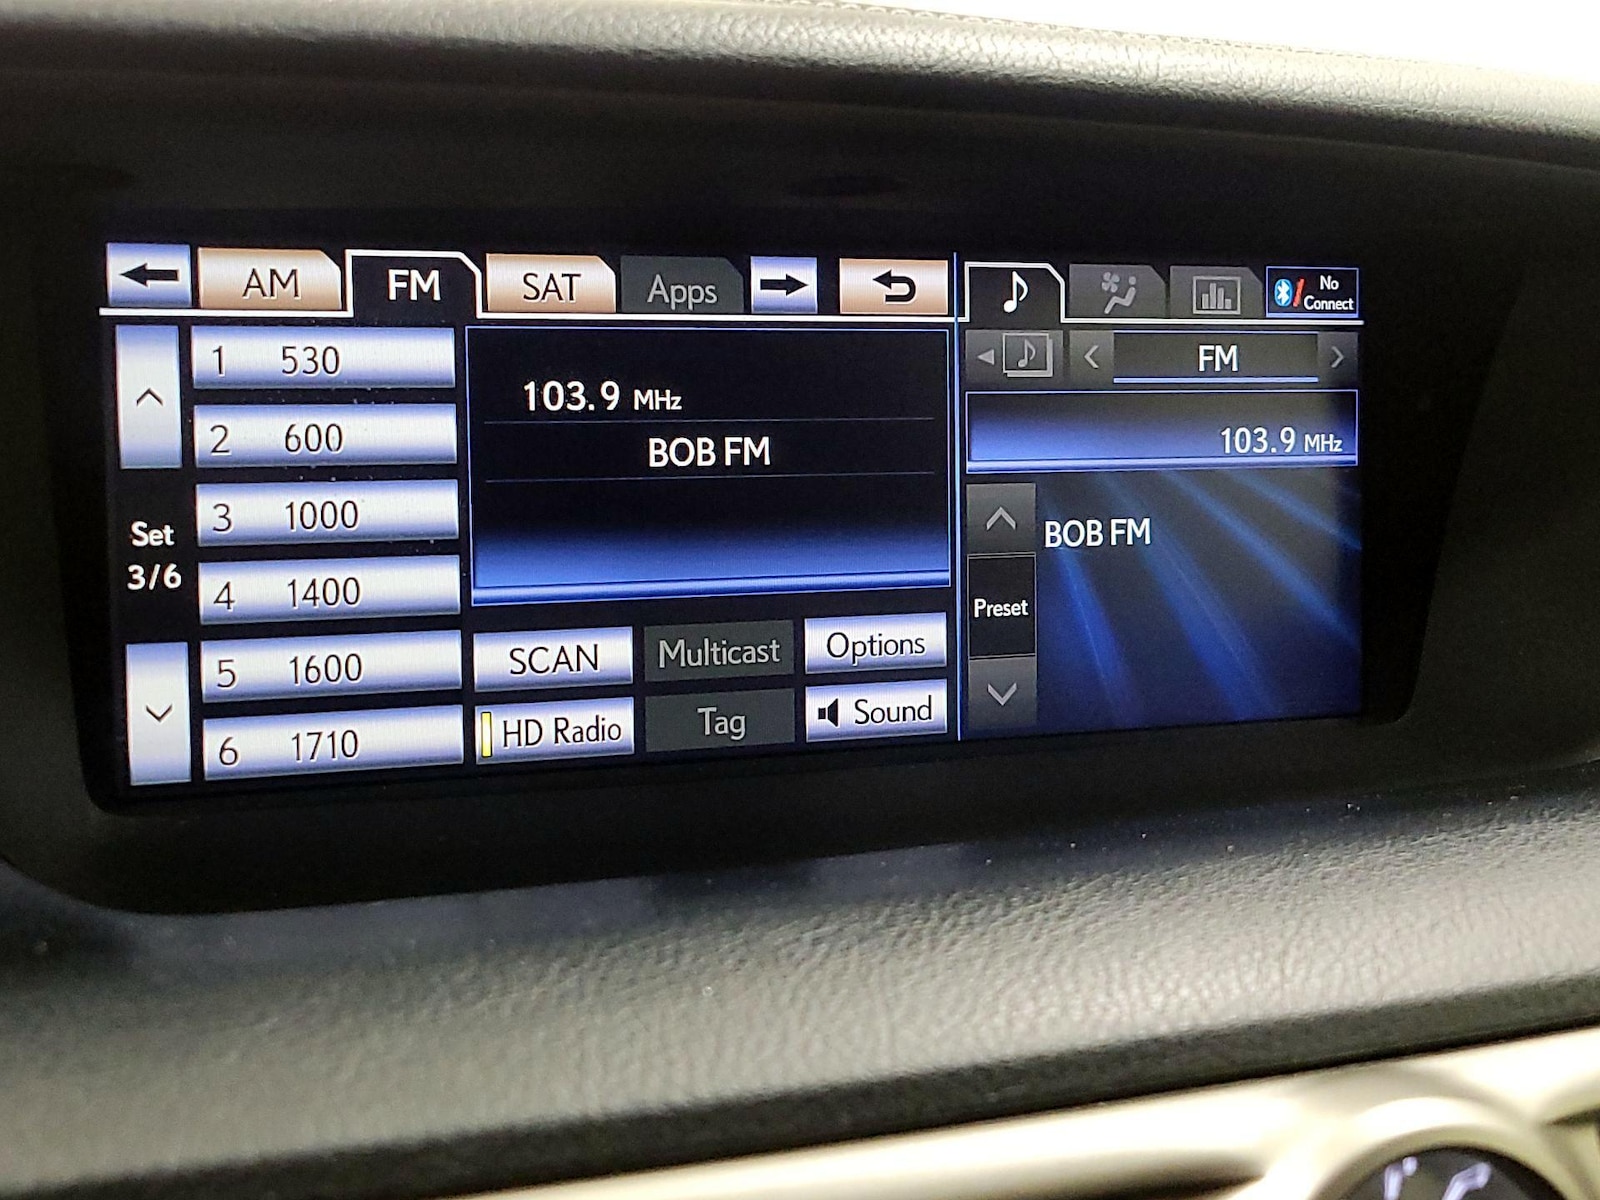 AM FM SAT Apps
No
Connect
1 530
2 600
3 1000
4 1400
5 1600
6 1710
Set
3/6
103.9 MHz
BOB FM
SCAN Multicast Options
HD Radio Tag Sound
FM
103.9 MHz
BOB FM
Preset